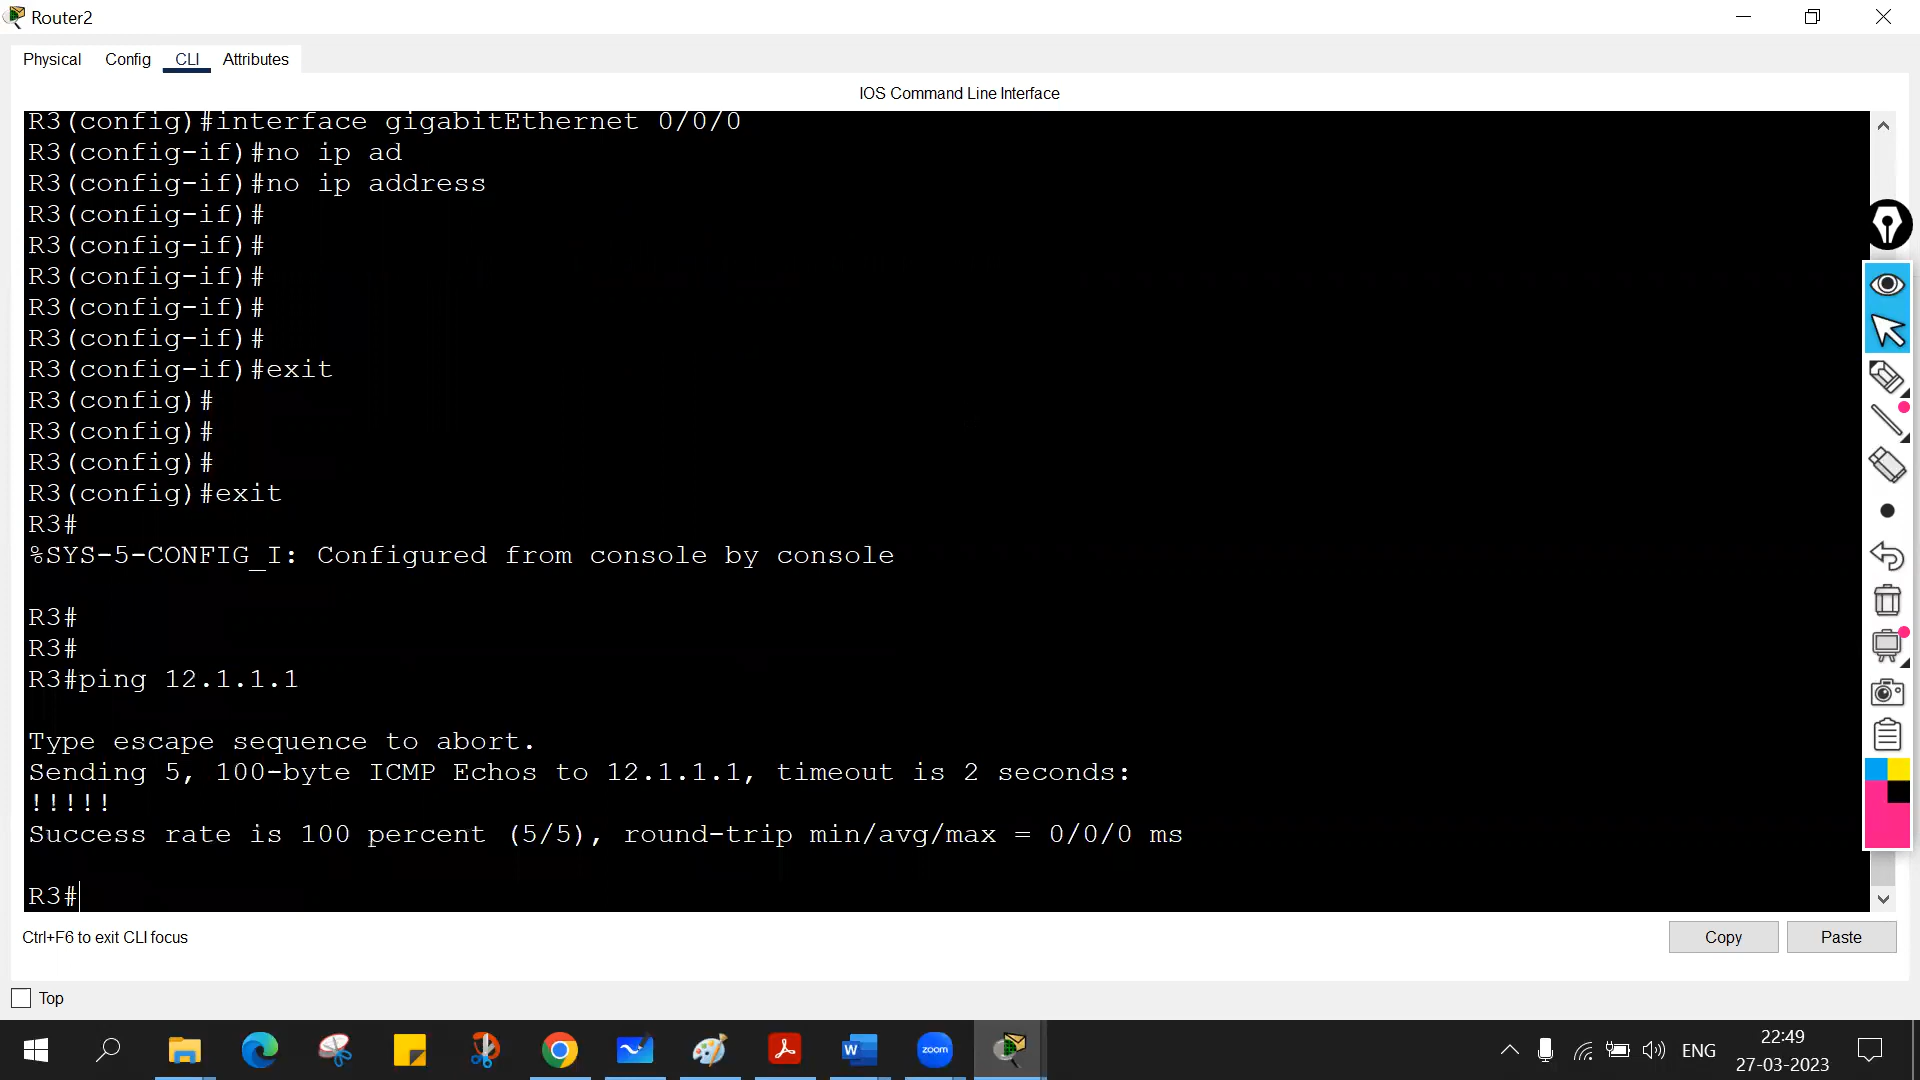 Router2
Physical Config CLI Attributes
IOS Command Line Interface
R3(config)#interface gigabitEthernet 0/0/0
R3(config-if)#no ip ad
R3(config-if)#no ip address
R3(config-if)#
R3(config-if)#
R3(config-if)#
R3(config-if)#
R3(config-if)#
R3(config-if)#exit
R3(config)#
R3(config)#
R3(config)#
R3(config)#exit
R3#
%SYS-5-CONFIG_I: Configured from console by console
R3#
R3#
R3#ping 12.1.1.1
Type escape sequence to abort.
Sending 5, 100-byte ICMP Echos to 12.1.1.1, timeout is 2 seconds:
!!!!!
Success rate is 100 percent (5/5), round-trip min/avg/max = 0/0/0 ms
R3#
Ctrl+F6 to exit CLI focus
Copy Paste
Top
zoom
ENG
22:49
27-03-2023